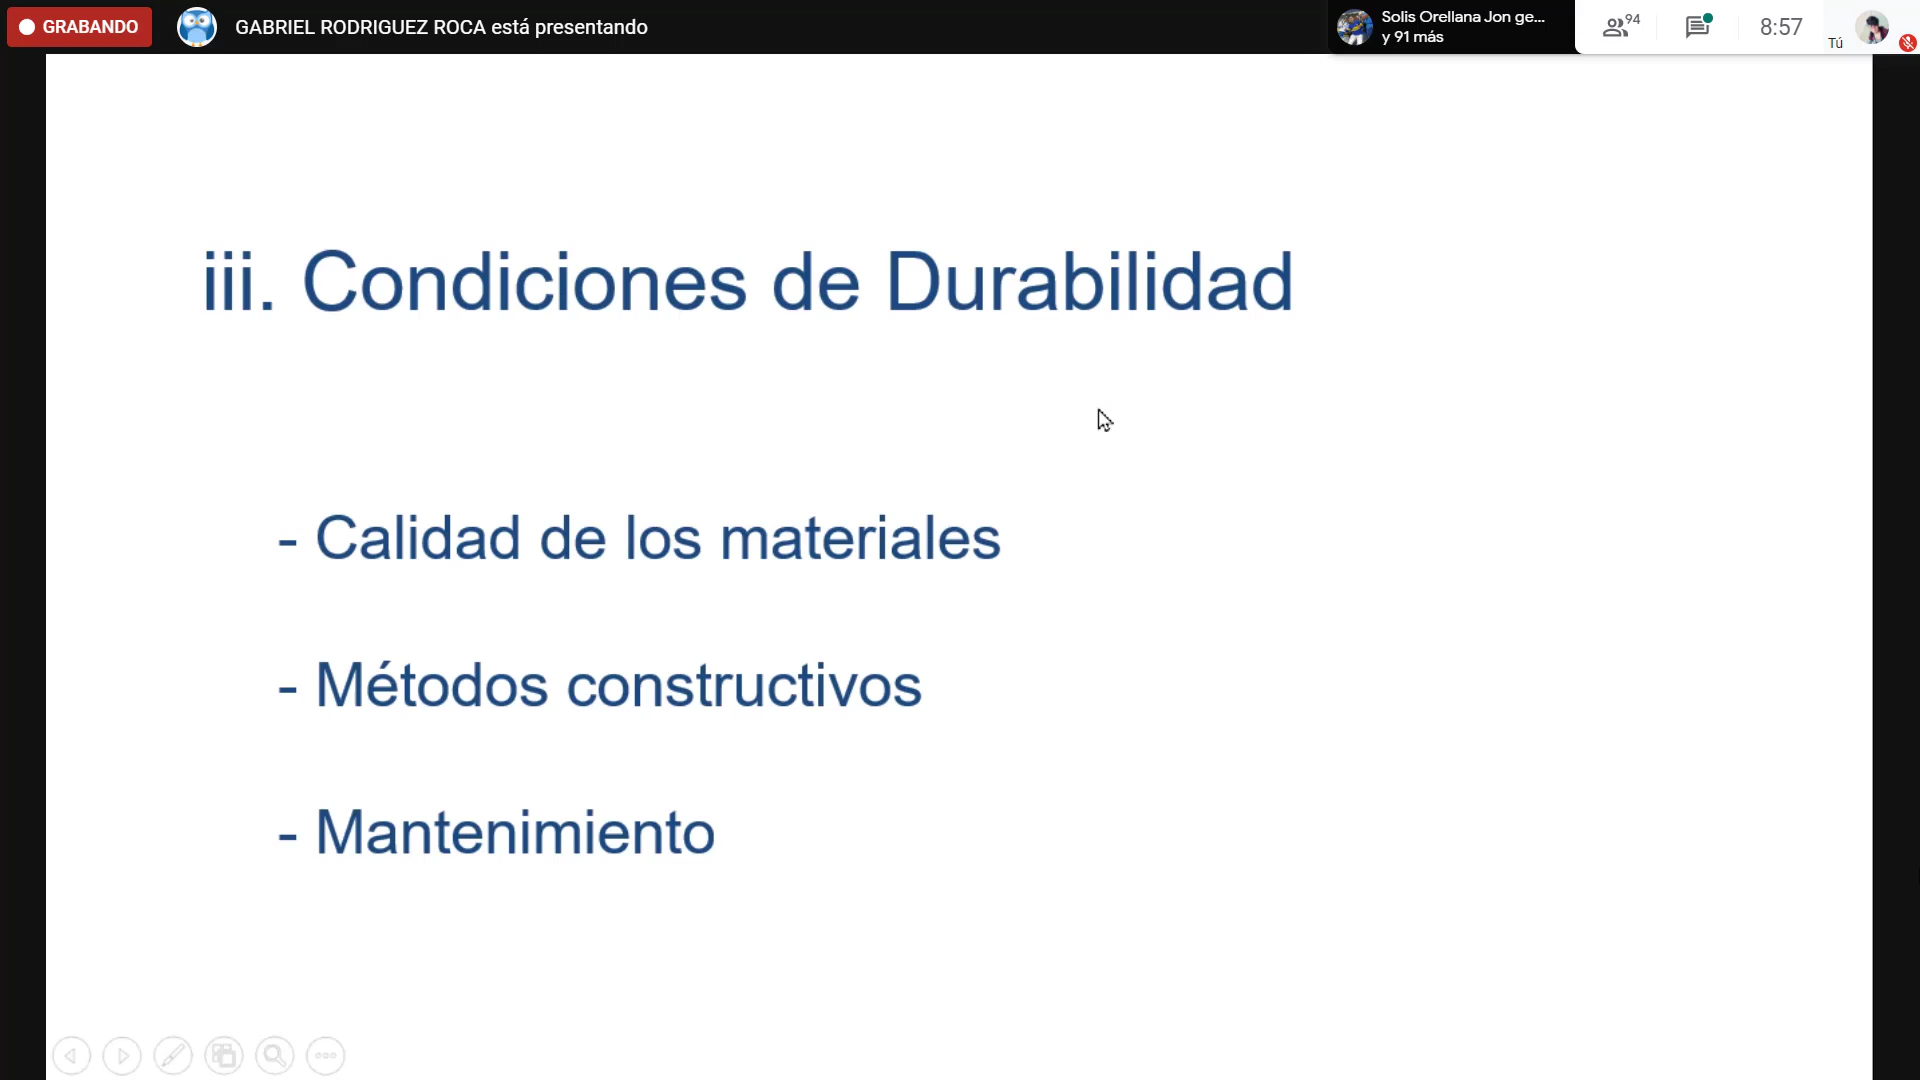 GRABANDO
GABRIEL RODRIGUEZ ROCA está presentando
Solis Orellana Jon ge...
y 91 más
94
8:57
Tú
iii. Condiciones de Durabilidad
- Calidad de los materiales
- Métodos constructivos
- Mantenimiento